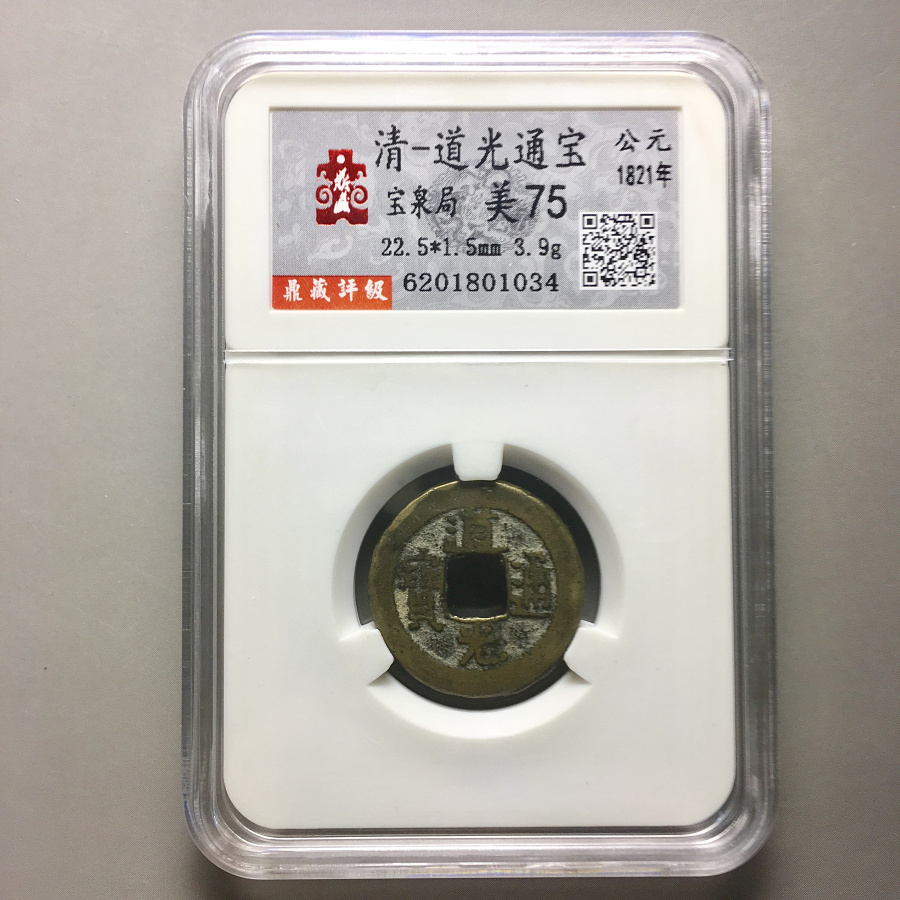 清-道光通宝
公元
1821年
宝泉局 美75
22.5*1.5mm 3.9g
鼎藏評級 6201801034
道
寶 通
光